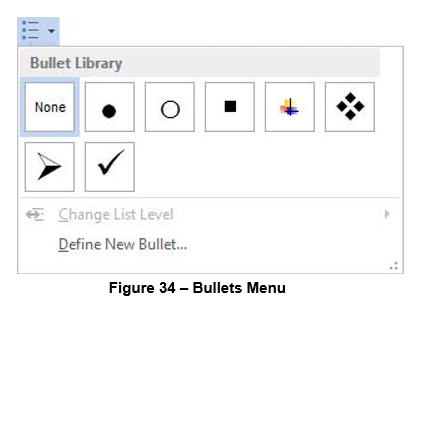 Bullet Library
None
Change List Level
Define New Bullet...
Figure 34 – Bullets Menu